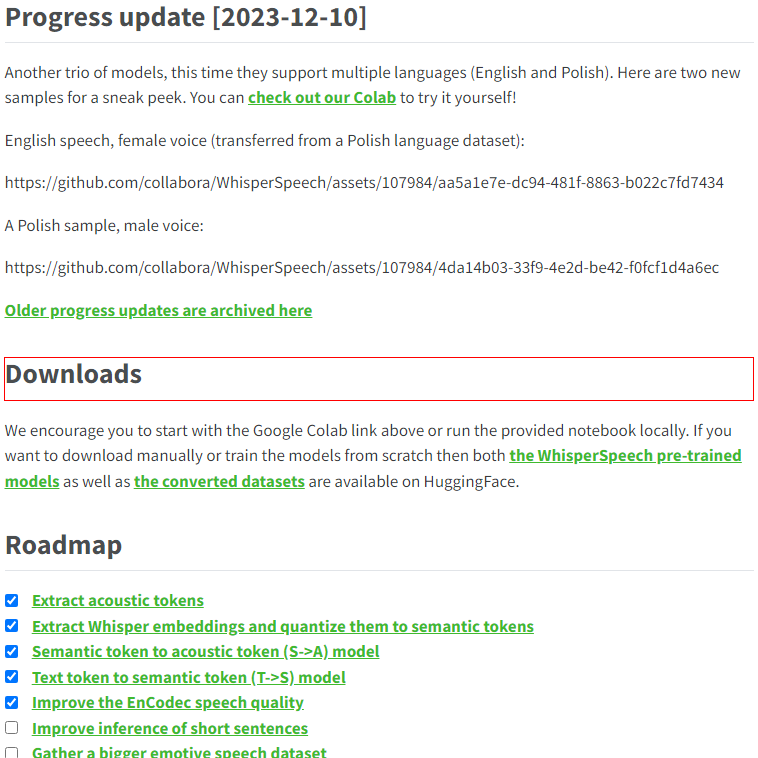 Progress update [2023-12-10]
Another trio of models, this time they support multiple languages (English and Polish). Here are two new
samples for a sneak peek. You can check out our Colab to try it yourself!
English speech, female voice (transferred from a Polish language dataset):
https://github.com/collabora/WhisperSpeech/assets/107984/aa5a1e7e-dc94-481f-8863-b022c7fd7434
A Polish sample, male voice:
https://github.com/collabora/WhisperSpeech/assets/107984/4da14b03-33f9-4e2d-be42-f0fcf1d4a6ec
Older progress updates are archived here
Downloads
We encourage you to start with the Google Colab link above or run the provided notebook locally. If you
want to download manually or train the models from scratch then both the WhisperSpeech pre-trained
models as well as the converted datasets are available on HuggingFace.
Roadmap
Extract acoustic tokens
Extract Whisper embeddings and quantize them to semantic tokens
Semantic token to acoustic token (S->A) model
Text token to semantic token (T->S) model
Improve the EnCodec speech quality
Improve inference of short sentences
Gather a bigger emotive speech dataset